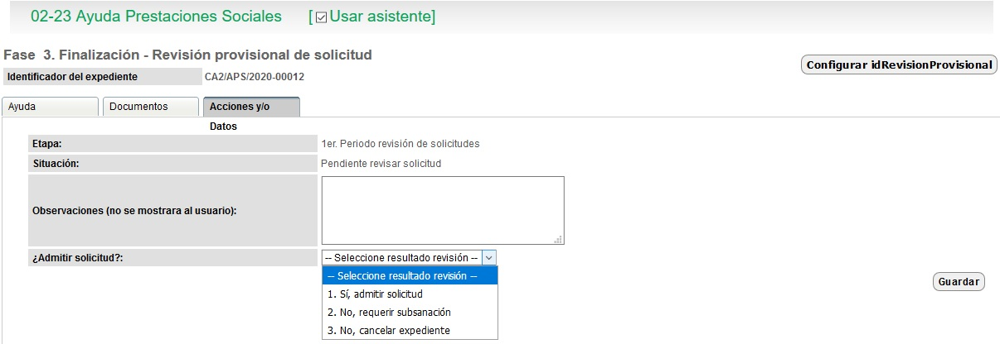 02-23 Ayuda Prestaciones Sociales [Usar asistente]
Fase 3. Finalización - Revisión provisional de solicitud
Configurar idRevisionProvisional
Identificador del expediente CA2/APS/2020-00012
Ayuda Documentos Acciones y/o
Datos
Etapa: 1er. Periodo revisión de solicitudes
Situación: Pendiente revisar solicitud
Observaciones (no se mostrara al usuario):
¿Admitir solicitud?: -- Seleccione resultado revisión --
-- Seleccione resultado revisión --
Guardar
1. Sí, admitir solicitud
2. No, requerir subsanación
3. No, cancelar expediente